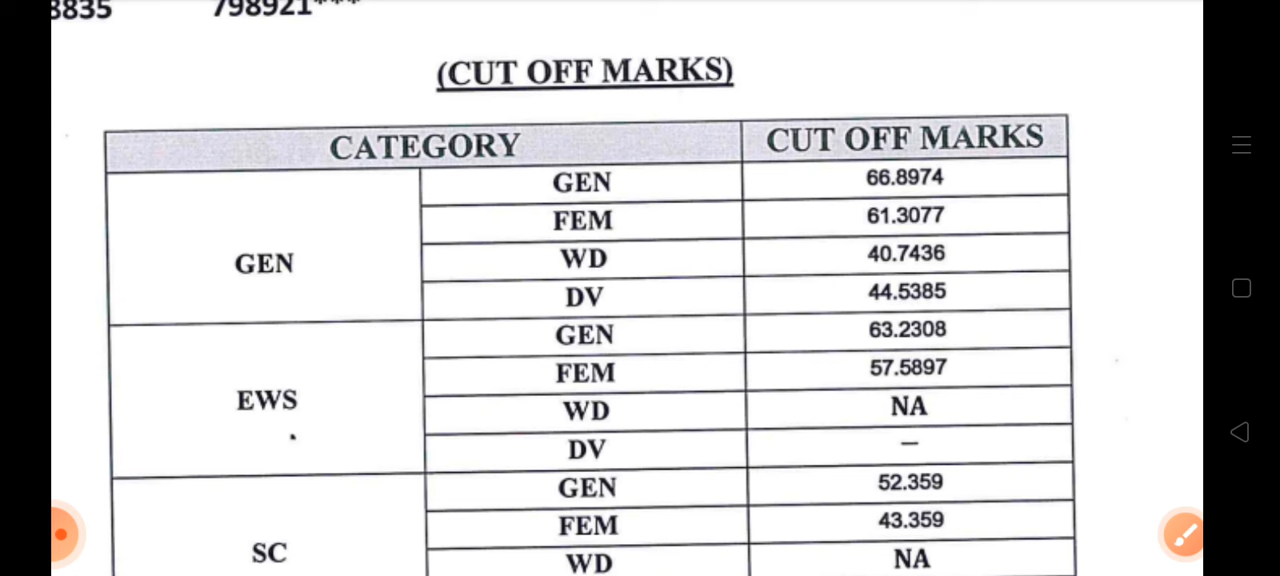 8835 798921***
(CUT OFF MARKS)
CATEGORY CUT OFF MARKS
GEN GEN 66.8974
FEM 61.3077
WD 40.7436
DV 44.5385
EWS GEN 63.2308
FEM 57.5897
WD NA
DV –
SC GEN 52.359
FEM 43.359
WD NA